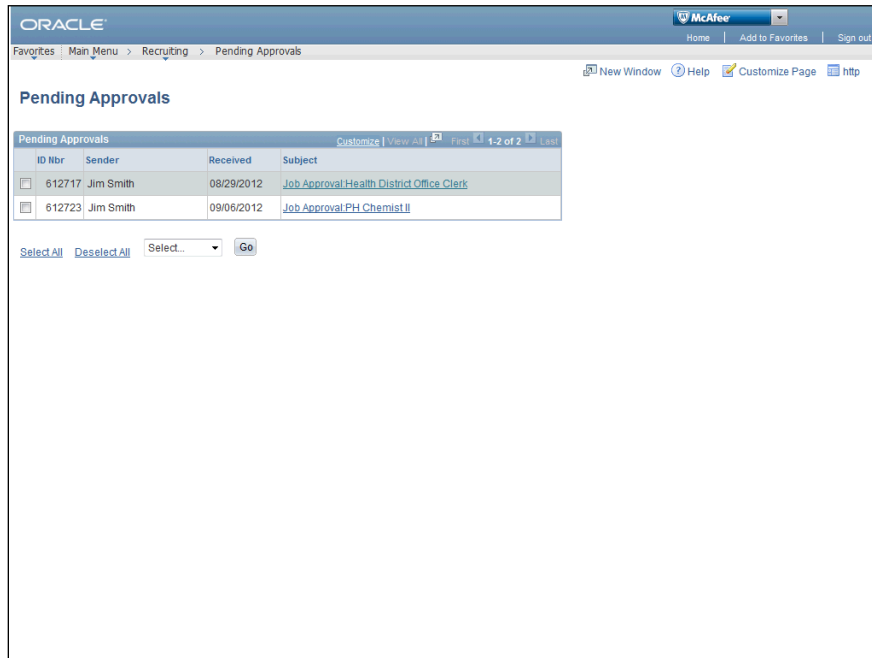 ORACLE
McAfee
Home | Add to Favorites | Sign out
Favorites Main Menu > Recruiting > Pending Approvals
New Window Help Customize Page http
Pending Approvals
Pending Approvals Customize | View All | First 1-2 of 2 Last
ID Nbr Sender Received Subject
612717 Jim Smith 08/29/2012 Job Approval:Health District Office Clerk
612723 Jim Smith 09/06/2012 Job Approval:PH Chemist II
Select All Deselect All Select... Go